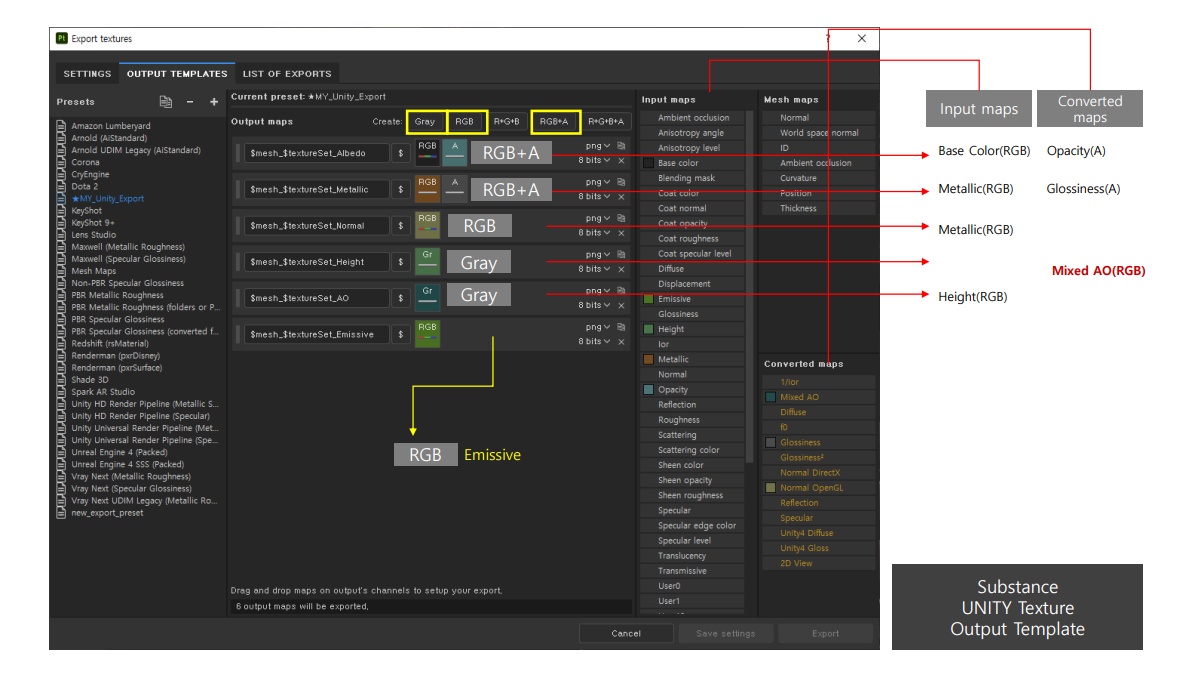 Pt Export textures ? ×
SETTINGS OUTPUT TEMPLATES LIST OF EXPORTS
Presets - +
Amazon Lumberyard
Arnold (AiStandard)
Arnold UDIM Legacy (AiStandard)
Corona
CryEngine
Dota 2
★MY_Unity_Export
KeyShot
KeyShot 9+
Lens Studio
Maxwell (Metallic Roughness)
Maxwell (Specular Glossiness)
Mesh Maps
Non-PBR Specular Glossiness
PBR Metallic Roughness
PBR Metallic Roughness (folders or P...
PBR Specular Glossiness
PBR Specular Glossiness (converted f...
Redshift (rsMaterial)
Renderman (pxrDisney)
Renderman (pxrSurface)
Shade 3D
Spark AR Studio
Unity HD Render Pipeline (Metallic S...
Unity HD Render Pipeline (Specular)
Unity Universal Render Pipeline (Met...
Unity Universal Render Pipeline (Spe...
Unreal Engine 4 (Packed)
Unreal Engine 4 SSS (Packed)
Vray Next (Metallic Roughness)
Vray Next (Specular Glossiness)
Vray Next UDIM Legacy (Metallic Ro...
new_export_preset
Current preset: ★MY_Unity_Export
Output maps Create: Gray RGB R+G+B RGB+A R+G+B+A
$mesh_$textureSet_Albedo $ RGB A RGB+A png 8 bits ×
$mesh_$textureSet_Metallic $ RGB A RGB+A png 8 bits ×
$mesh_$textureSet_Normal $ RGB RGB png 8 bits ×
$mesh_$textureSet_Height $ Gr Gray png 8 bits ×
$mesh_$textureSet_AO $ Gr Gray png 8 bits ×
$mesh_$textureSet_Emissive $ RGB png 8 bits ×
RGB Emissive
Drag and drop maps on output's channels to setup your export.
6 output maps will be exported.
Input maps
Ambient occlusion
Anisotropy angle
Anisotropy level
Base color
Blending mask
Coat color
Coat normal
Coat opacity
Coat roughness
Coat specular level
Diffuse
Displacement
Emissive
Glossiness
Height
Ior
Metallic
Normal
Opacity
Reflection
Roughness
Scattering
Scattering color
Sheen color
Sheen opacity
Sheen roughness
Specular
Specular edge color
Specular level
Translucency
Transmissive
User0
User1
Mesh maps
Normal
World space normal
ID
Ambient occlusion
Curvature
Position
Thickness
Converted maps
1/ior
Mixed AO
Diffuse
f0
Glossiness
Glossiness²
Normal DirectX
Normal OpenGL
Reflection
Specular
Unity4 Diffuse
Unity4 Gloss
2D View
Cancel Save settings Export
Input maps
Converted
maps
Base Color(RGB) Opacity(A)
Metallic(RGB) Glossiness(A)
Metallic(RGB)
Mixed AO(RGB)
Height(RGB)
Substance
UNITY Texture
Output Template